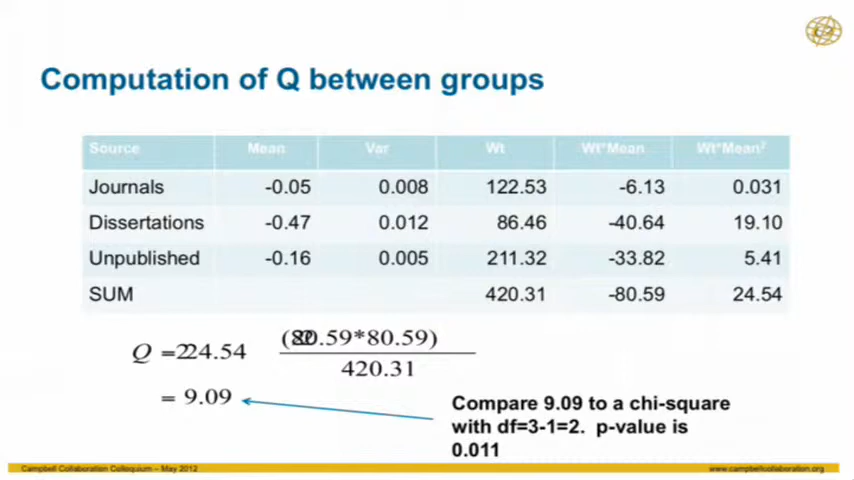 Computation of Q between groups
Source Mean Var Wt Wt*Mean Wt*Mean²
Journals -0.05 0.008 122.53 -6.13 0.031
Dissertations -0.47 0.012 86.46 -40.64 19.10
Unpublished -0.16 0.005 211.32 -33.82 5.41
SUM 420.31 -80.59 24.54
(80.59*80.59)
Q = 24.54
420.31
= 9.09
Compare 9.09 to a chi-square
with df=3-1=2. p-value is
0.011
Campbell Collaboration Colloquium – May 2012 www.campbellcollaboration.org